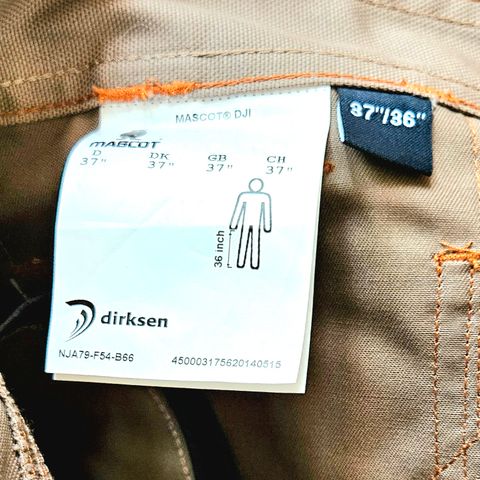 MASCOT® DJI
MASCOT
D DK GB CH
37" 37" 37" 37"
36 inch
dirksen
NJA79-F54-B66 450003175620140515
37"/36"